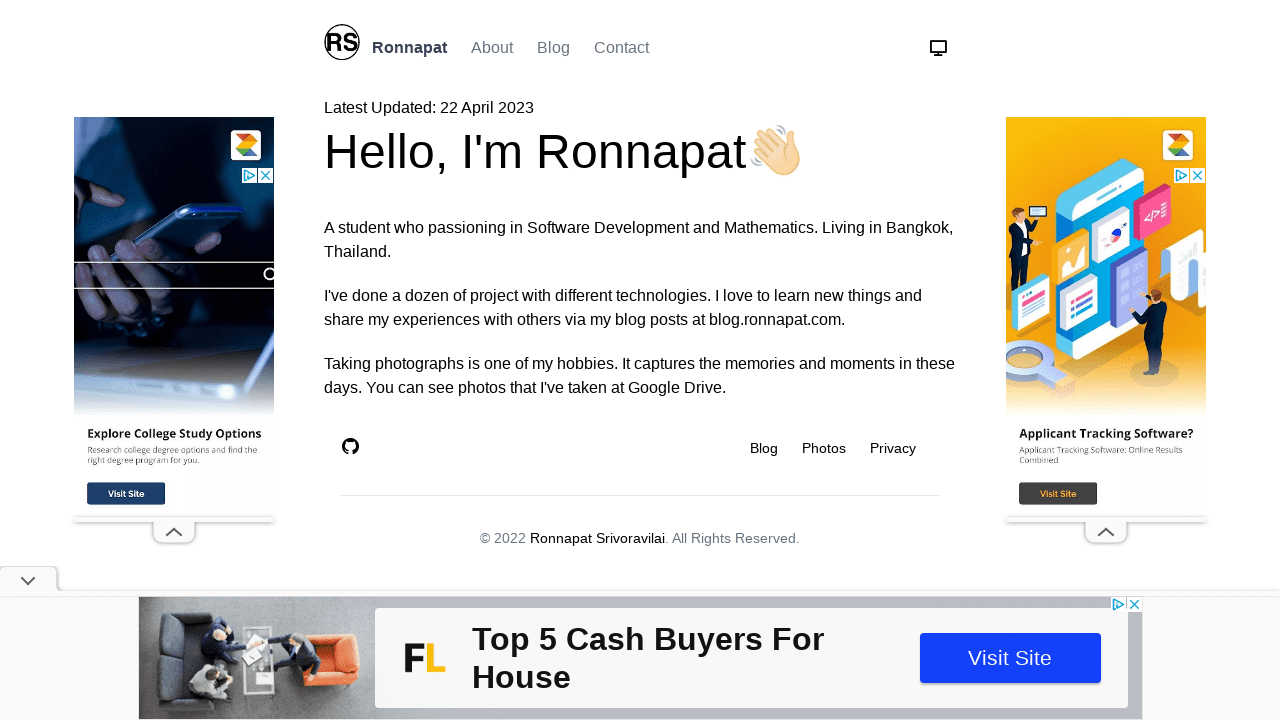 RS Ronnapat About Blog Contact
Latest Updated: 22 April 2023
Hello, I'm Ronnapat
A student who passioning in Software Development and Mathematics. Living in Bangkok,
Thailand.
I've done a dozen of project with different technologies. I love to learn new things and
share my experiences with others via my blog posts at blog.ronnapat.com.
Taking photographs is one of my hobbies. It captures the memories and moments in these
days. You can see photos that I've taken at Google Drive.
Blog Photos Privacy
© 2022 Ronnapat Srivoravilai. All Rights Reserved.
Explore College Study Options
Research college degree options and find the
right degree program for you.
Visit Site
Applicant Tracking Software?
Applicant Tracking Software: Online Results
Combined
Visit Site
FL
Top 5 Cash Buyers For
House
Visit Site